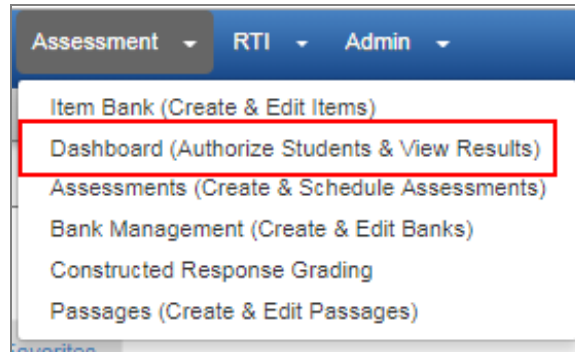 Assessment RTI Admin
Item Bank (Create & Edit Items)
Dashboard (Authorize Students & View Results)
Assessments (Create & Schedule Assessments)
Bank Management (Create & Edit Banks)
Constructed Response Grading
Passages (Create & Edit Passages)